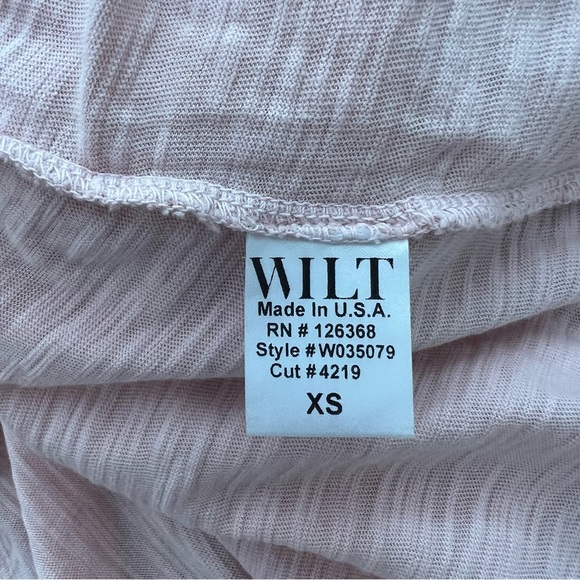 WILT
Made In U.S.A.
RN # 126368
Style #W035079
Cut #4219
XS